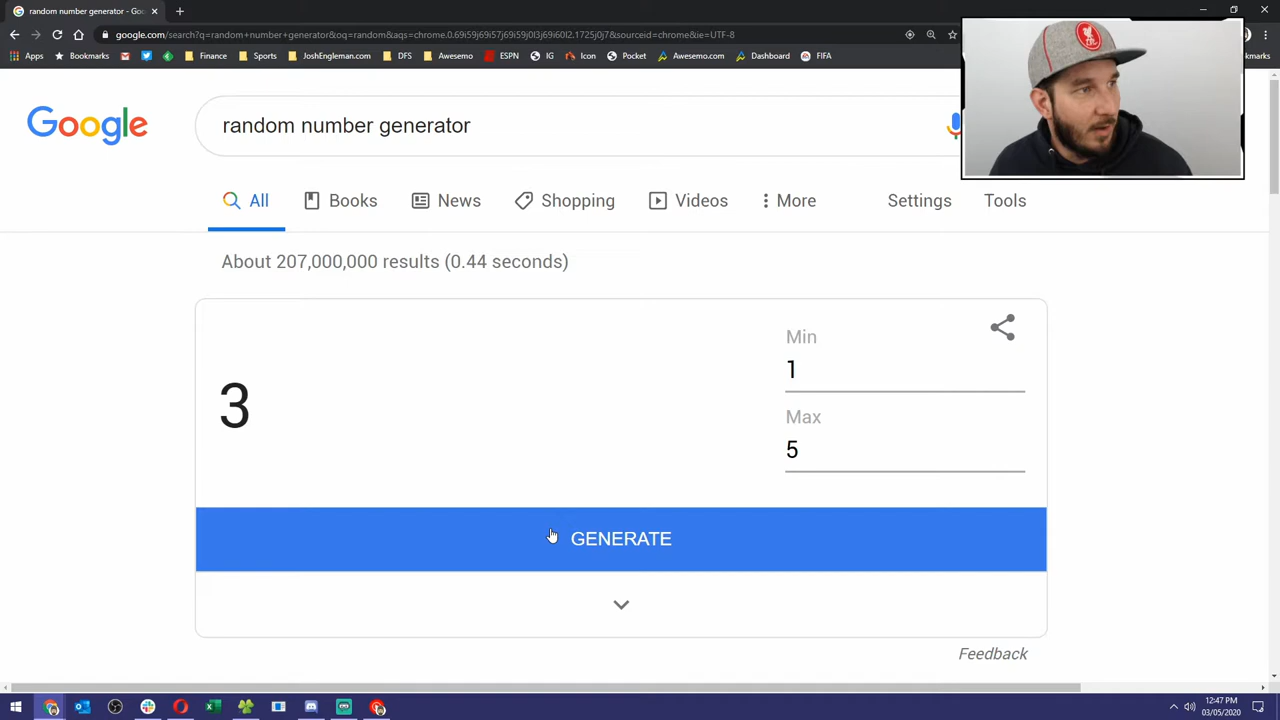 random number generator - Goo
google.com/search?q=random+number+generator&oq=random+&aqs=chrome.0.69i59j69i57j69i59j0j69i60l2.1725j0j7&sourceid=chrome&ie=UTF-8
Apps Bookmarks Finance Sports JoshEngleman.com DFS Awesemo ESPN IG Icon Pocket Awesemo.com Dashboard FIFA
Google
random number generator
All Books News Shopping Videos More Settings Tools
About 207,000,000 results (0.44 seconds)
Min
1
3
Max
5
GENERATE
Feedback
12:47 PM
03/05/2020